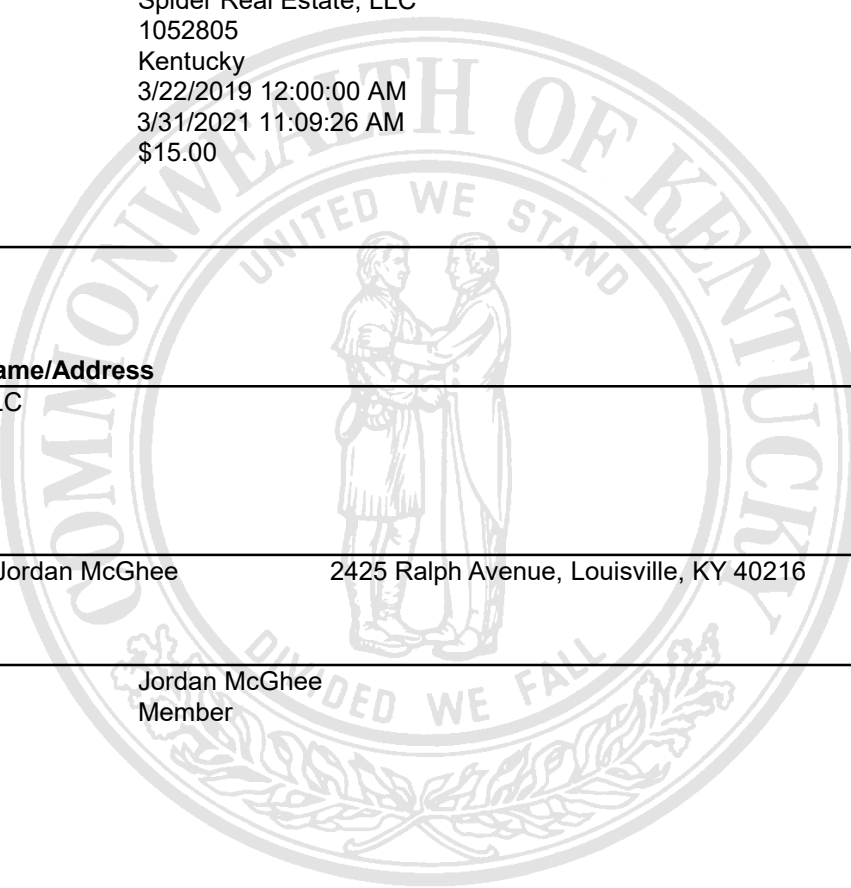 Spider Real Estate, LLC
1052805
Kentucky
3/22/2019 12:00:00 AM
3/31/2021 11:09:26 AM
$15.00
COMMONWEALTH OF KENTUCKY
UNITED WE STAND
ame/Address
LC
Jordan McGhee 2425 Ralph Avenue, Louisville, KY 40216
DIVIDED WE FALL
Jordan McGhee
Member